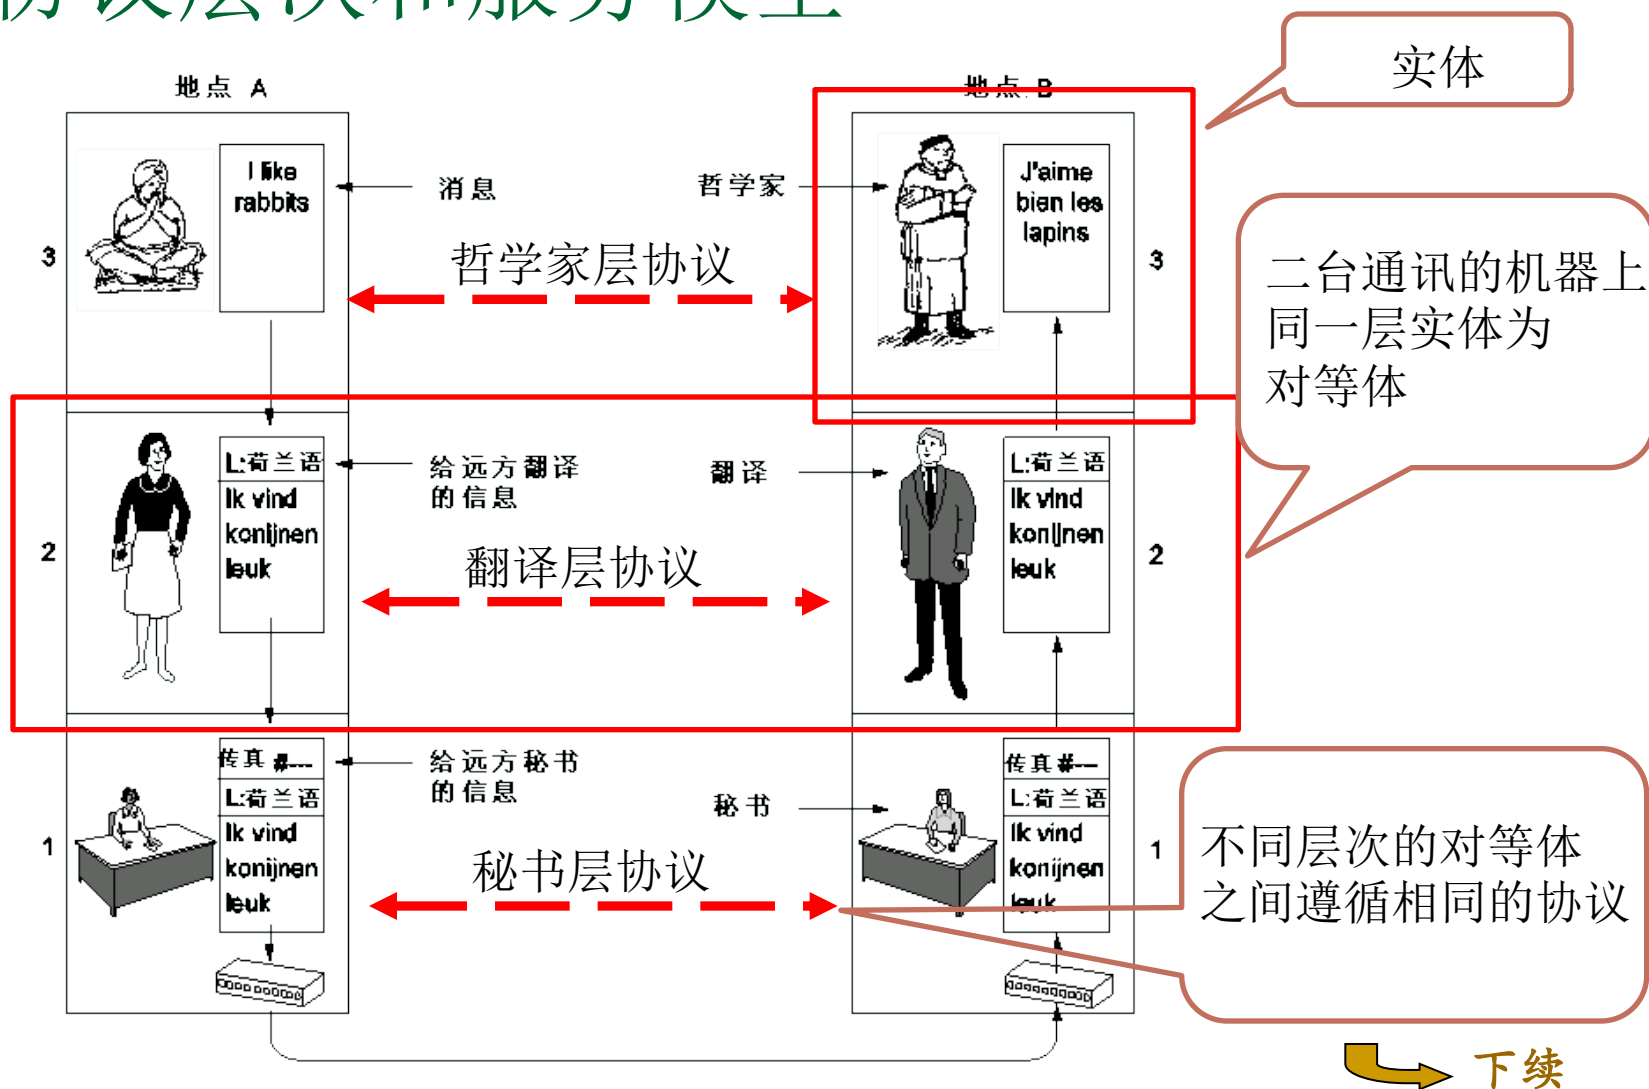 协议层次和服务模型
实体
地点 A
地点 B
3
I like
rabbits
消息
哲学家
J'aime
bien les
lapins
3
哲学家层协议
二台通讯的机器上
同一层实体为
对等体
2
L:荷兰语
Ik vind
konijnen
leuk
给远方翻译
的信息
翻译
L:荷兰语
Ik vind
konijnen
leuk
2
翻译层协议
1
传真 #---
L:荷兰语
Ik vind
konijnen
leuk
给远方秘书
的信息
秘书
传真 #---
L:荷兰语
Ik vind
konijnen
leuk
1
秘书层协议
不同层次的对等体
之间遵循相同的协议
下续